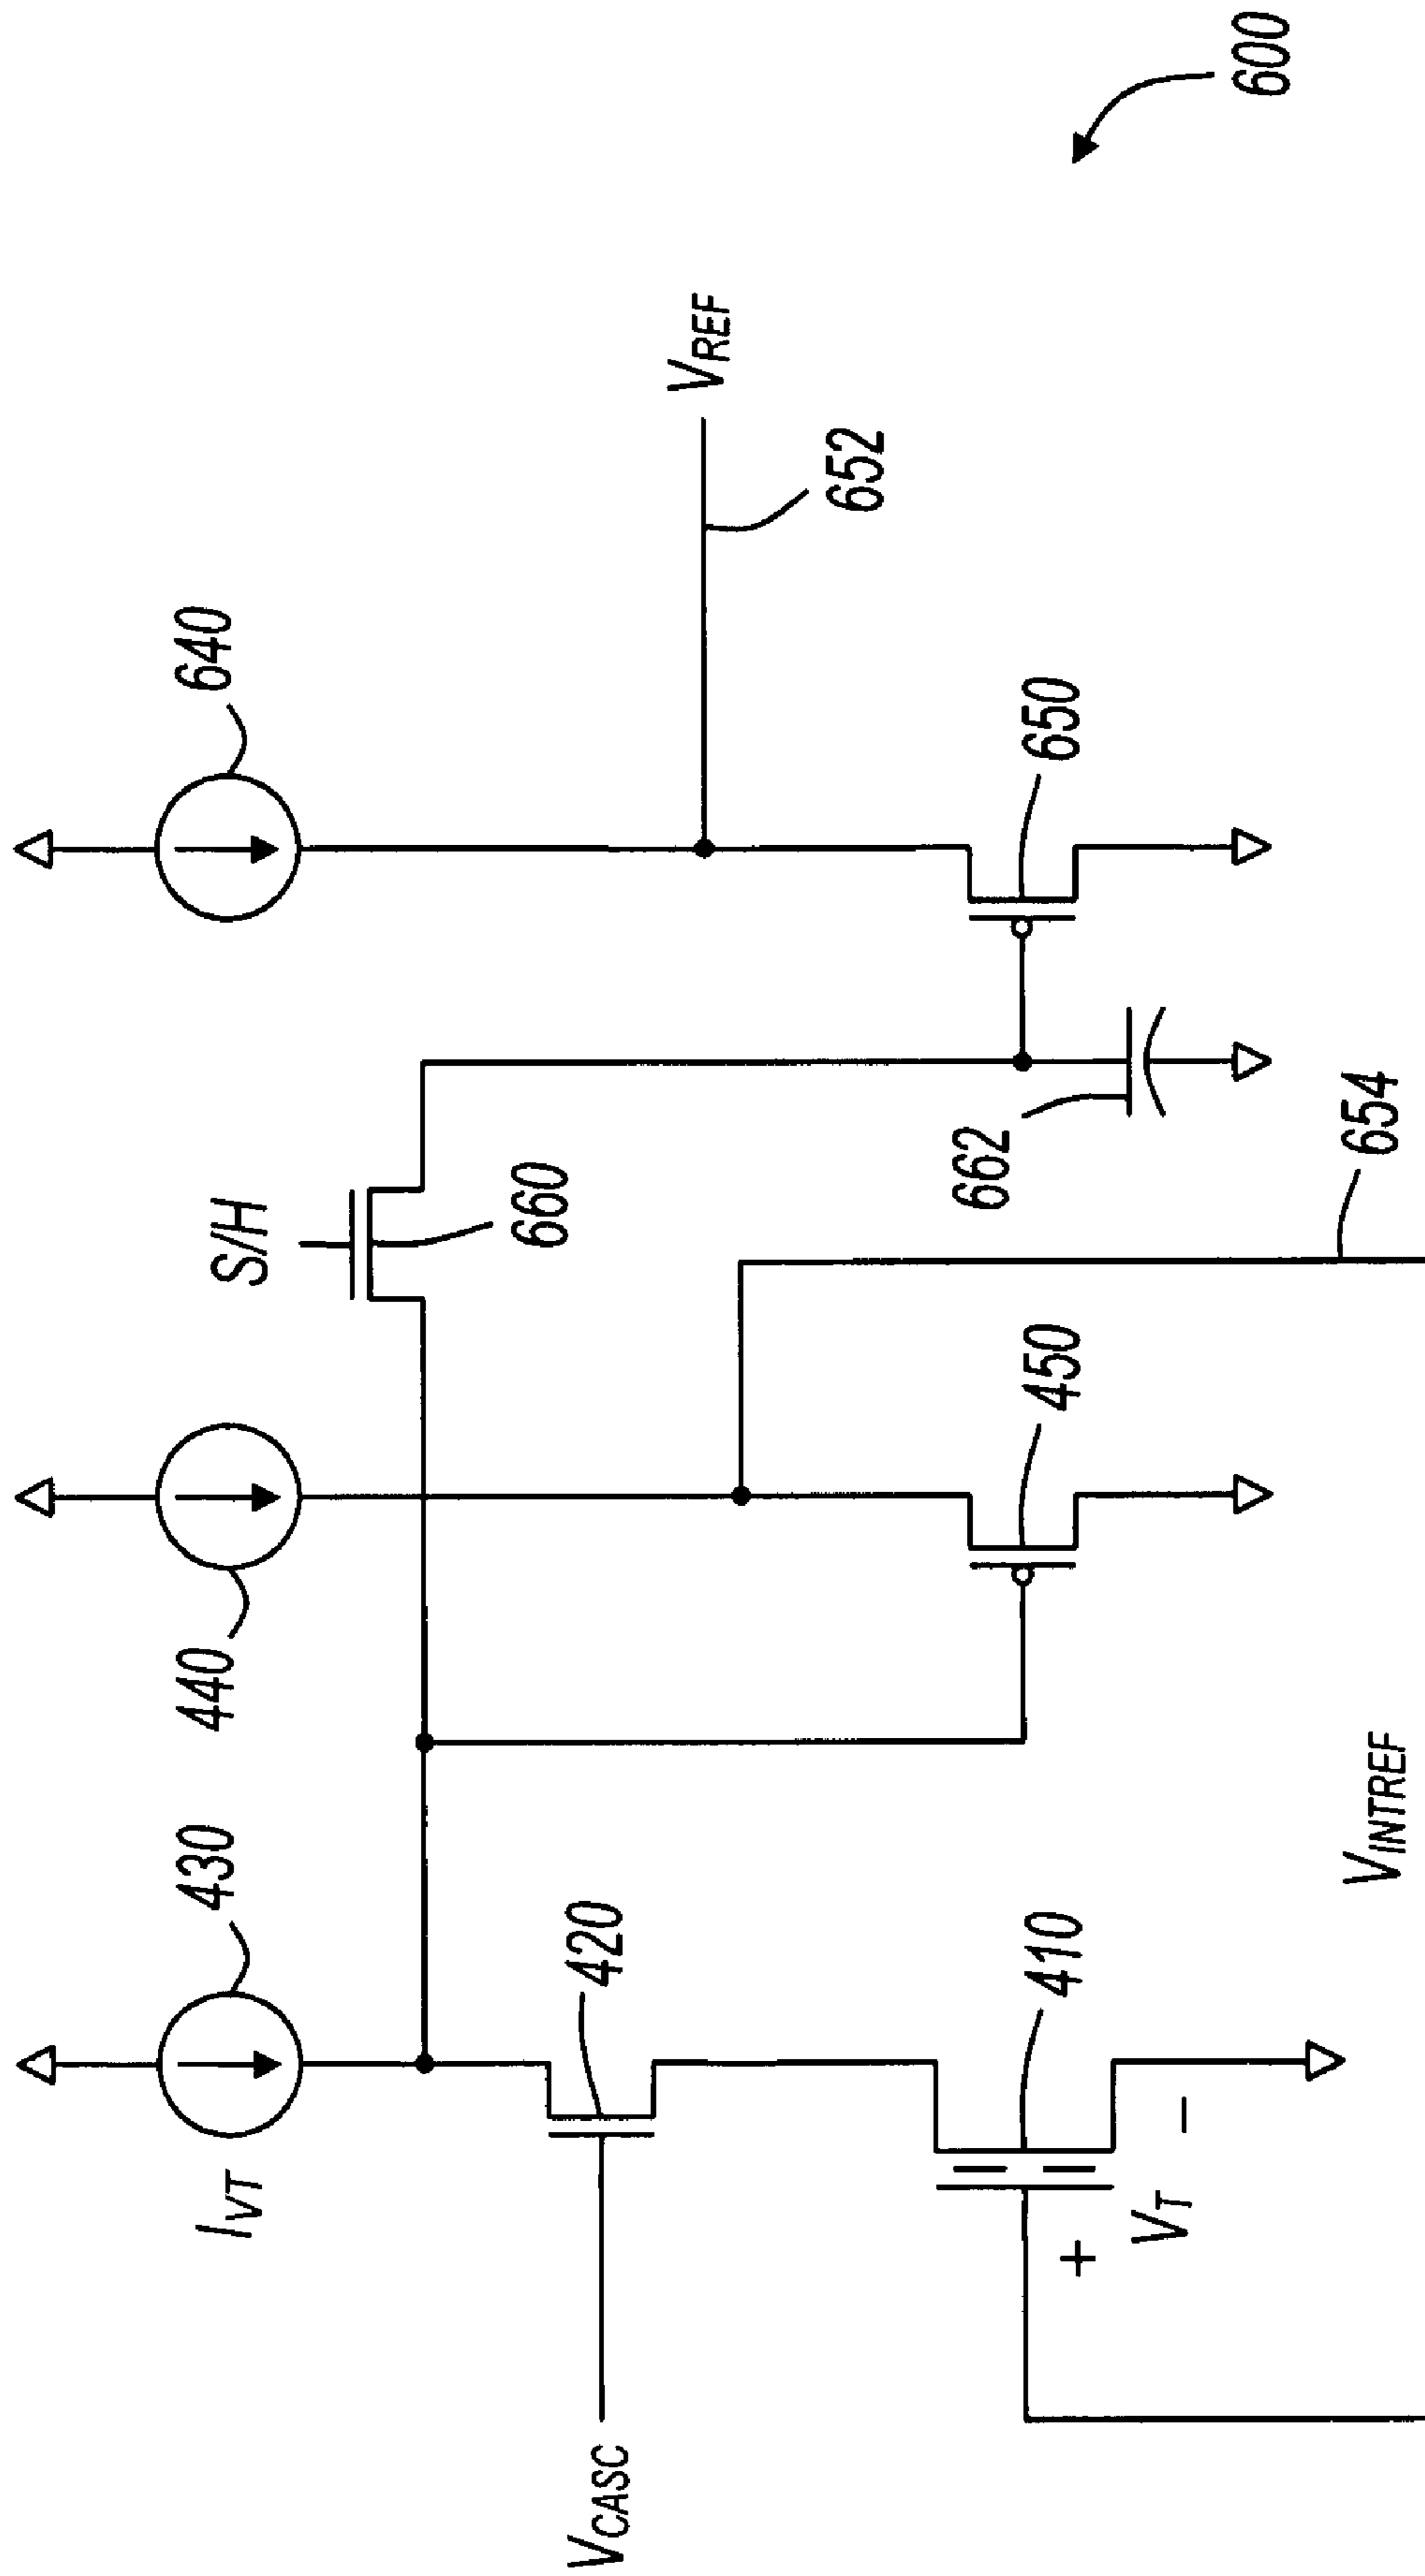 600
V_REF
652
640
650
662
654
S/H
660
440
450
430
420
410
V_INTREF
I_VT
+ V_T −
V_CASC